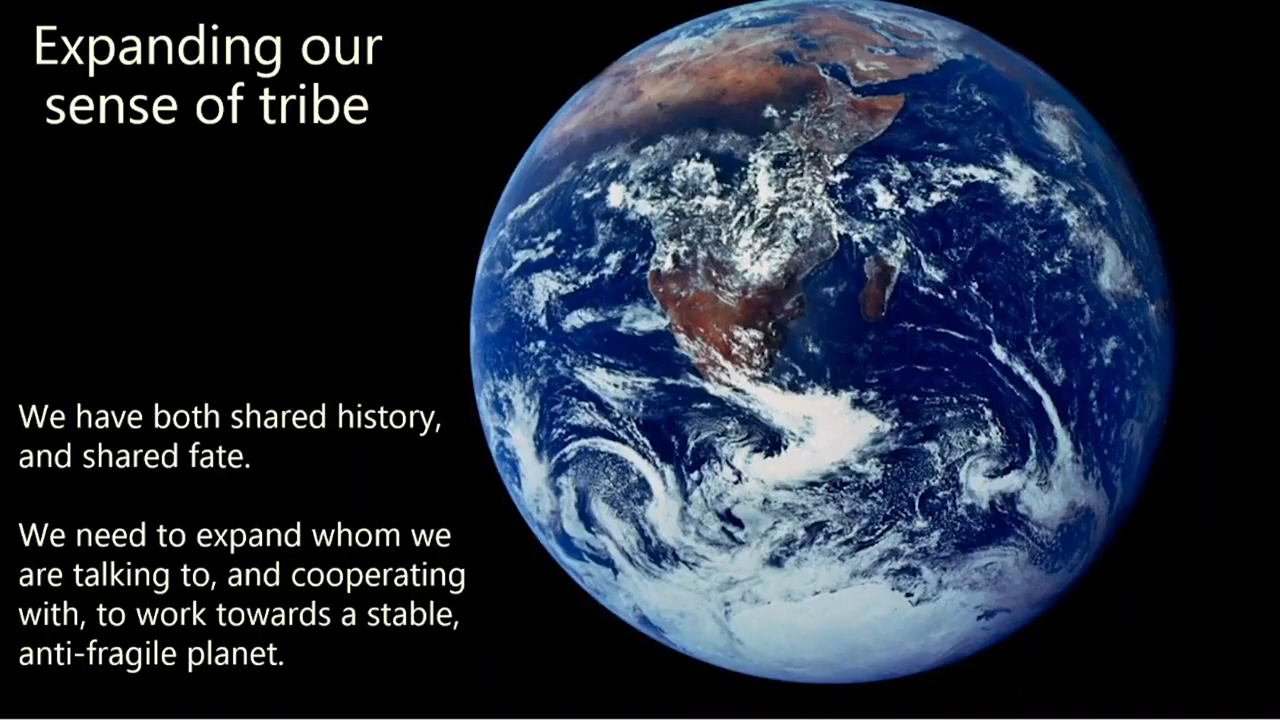 Expanding our
sense of tribe
We have both shared history,
and shared fate.
We need to expand whom we
are talking to, and cooperating
with, to work towards a stable,
anti-fragile planet.